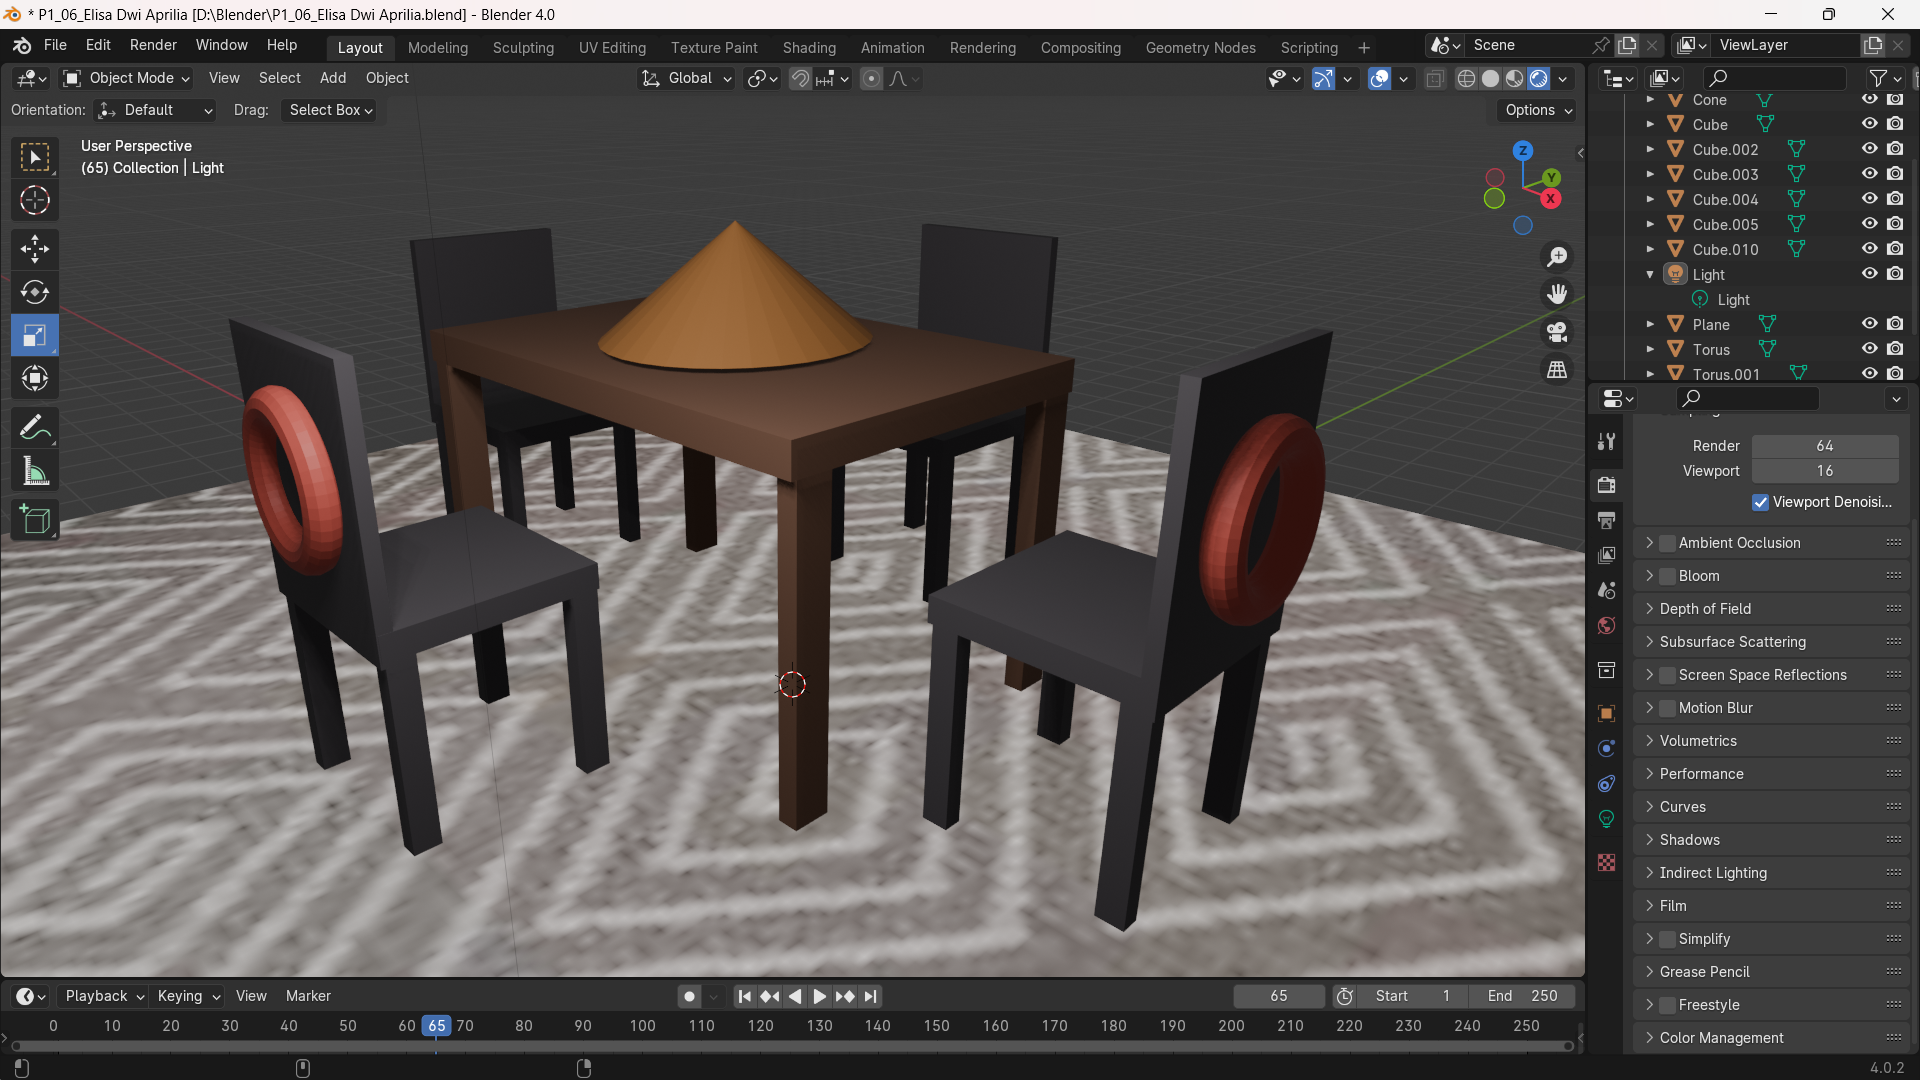 * P1_06_Elisa Dwi Aprilia [D:\Blender\P1_06_Elisa Dwi Aprilia.blend] - Blender 4.0
File Edit Render Window Help Layout Modeling Sculpting UV Editing Texture Paint Shading Animation Rendering Compositing Geometry Nodes Scripting + Scene ViewLayer
Object Mode View Select Add Object Global
Orientation: Default Drag: Select Box Options
User Perspective
(65) Collection | Light
Z
Y
X
Cone
Cube
Cube.002
Cube.003
Cube.004
Cube.005
Cube.010
Light
Light
Plane
Torus
Torus.001
Render 64
Viewport 16
Viewport Denoisi...
Ambient Occlusion
Bloom
Depth of Field
Subsurface Scattering
Screen Space Reflections
Motion Blur
Volumetrics
Performance
Curves
Shadows
Indirect Lighting
Film
Simplify
Grease Pencil
Freestyle
Color Management
Playback Keying View Marker 65 Start 1 End 250
0 10 20 30 40 50 60 65 70 80 90 100 110 120 130 140 150 160 170 180 190 200 210 220 230 240 250
4.0.2